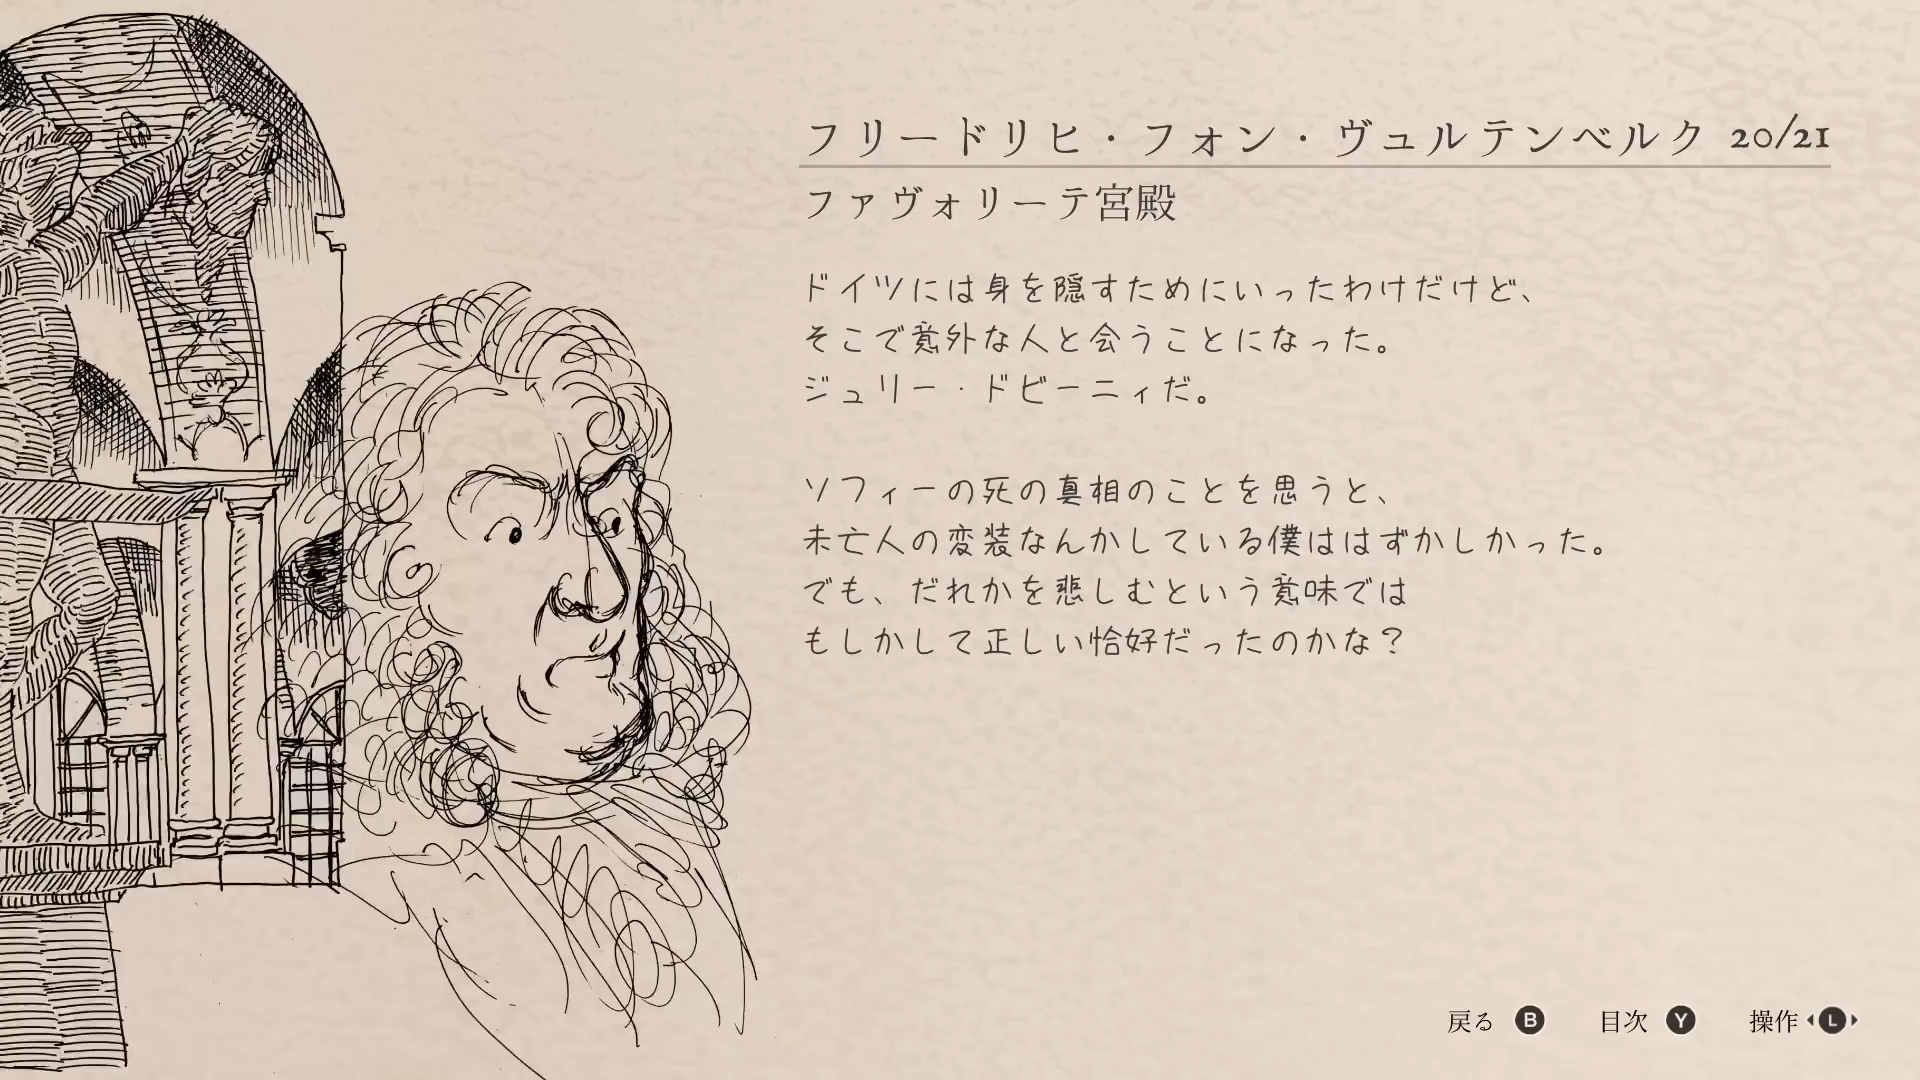 フリードリヒ・フォン・ヴュルテンベルク 20/21
ファヴォリーテ宮殿
ドイツには身を隠すためにいったわけだけど、
そこで意外な人と会うことになった。
ジュリー・ドビーニィだ。
ソフィーの死の真相のことを思うと、
未亡人の変装なんかしている僕ははずかしかった。
でも、だれかを悲しむという意味では
もしかして正しい恰好だったのかな？
戻る B 目次 Y 操作 L